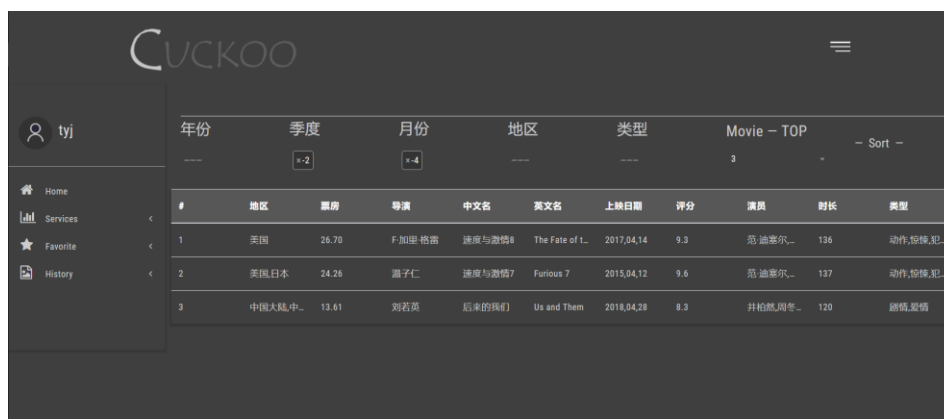 CUCKOO
tyj
年份 季度 月份 地区 类型 Movie — TOP — Sort —
--- ×-2 ×-4 --- --- 3
Home
Services
Favorite
History
# 地区 票房 导演 中文名 英文名 上映日期 评分 演员 时长 类型
1 美国 26.70 F·加里·格雷 速度与激情8 The Fate of t... 2017,04,14 9.3 范·迪塞尔,... 136 动作,惊悚,犯...
2 美国,日本 24.26 温子仁 速度与激情7 Furious 7 2015,04,12 9.6 范·迪塞尔,... 137 动作,惊悚,犯...
3 中国大陆,中... 13.61 刘若英 后来的我们 Us and Them 2018,04,28 8.3 井柏然,周冬... 120 剧情,爱情